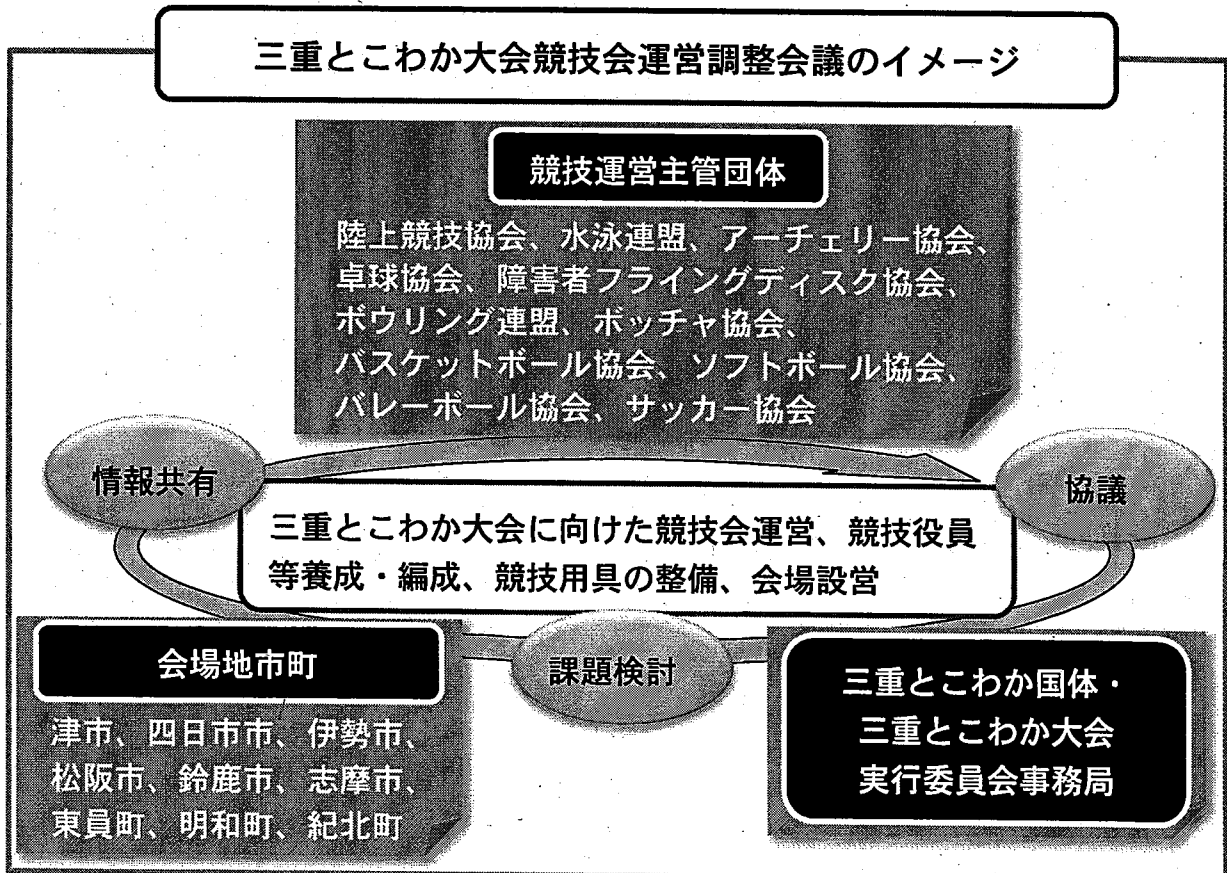 三重とこわか大会競技会運営調整会議のイメージ
競技運営主管団体
陸上競技協会、水泳連盟、アーチェリー協会、
卓球協会、障害者フライングディスク協会、
ボウリング連盟、ボッチャ協会、
バスケットボール協会、ソフトボール協会、
バレーボール協会、サッカー協会
情報共有
協議
三重とこわか大会に向けた競技会運営、競技役員
等養成・編成、競技用具の整備、会場設営
課題検討
会場地市町
津市、四日市市、伊勢市、
松阪市、鈴鹿市、志摩市、
東員町、明和町、紀北町
三重とこわか国体・
三重とこわか大会
実行委員会事務局